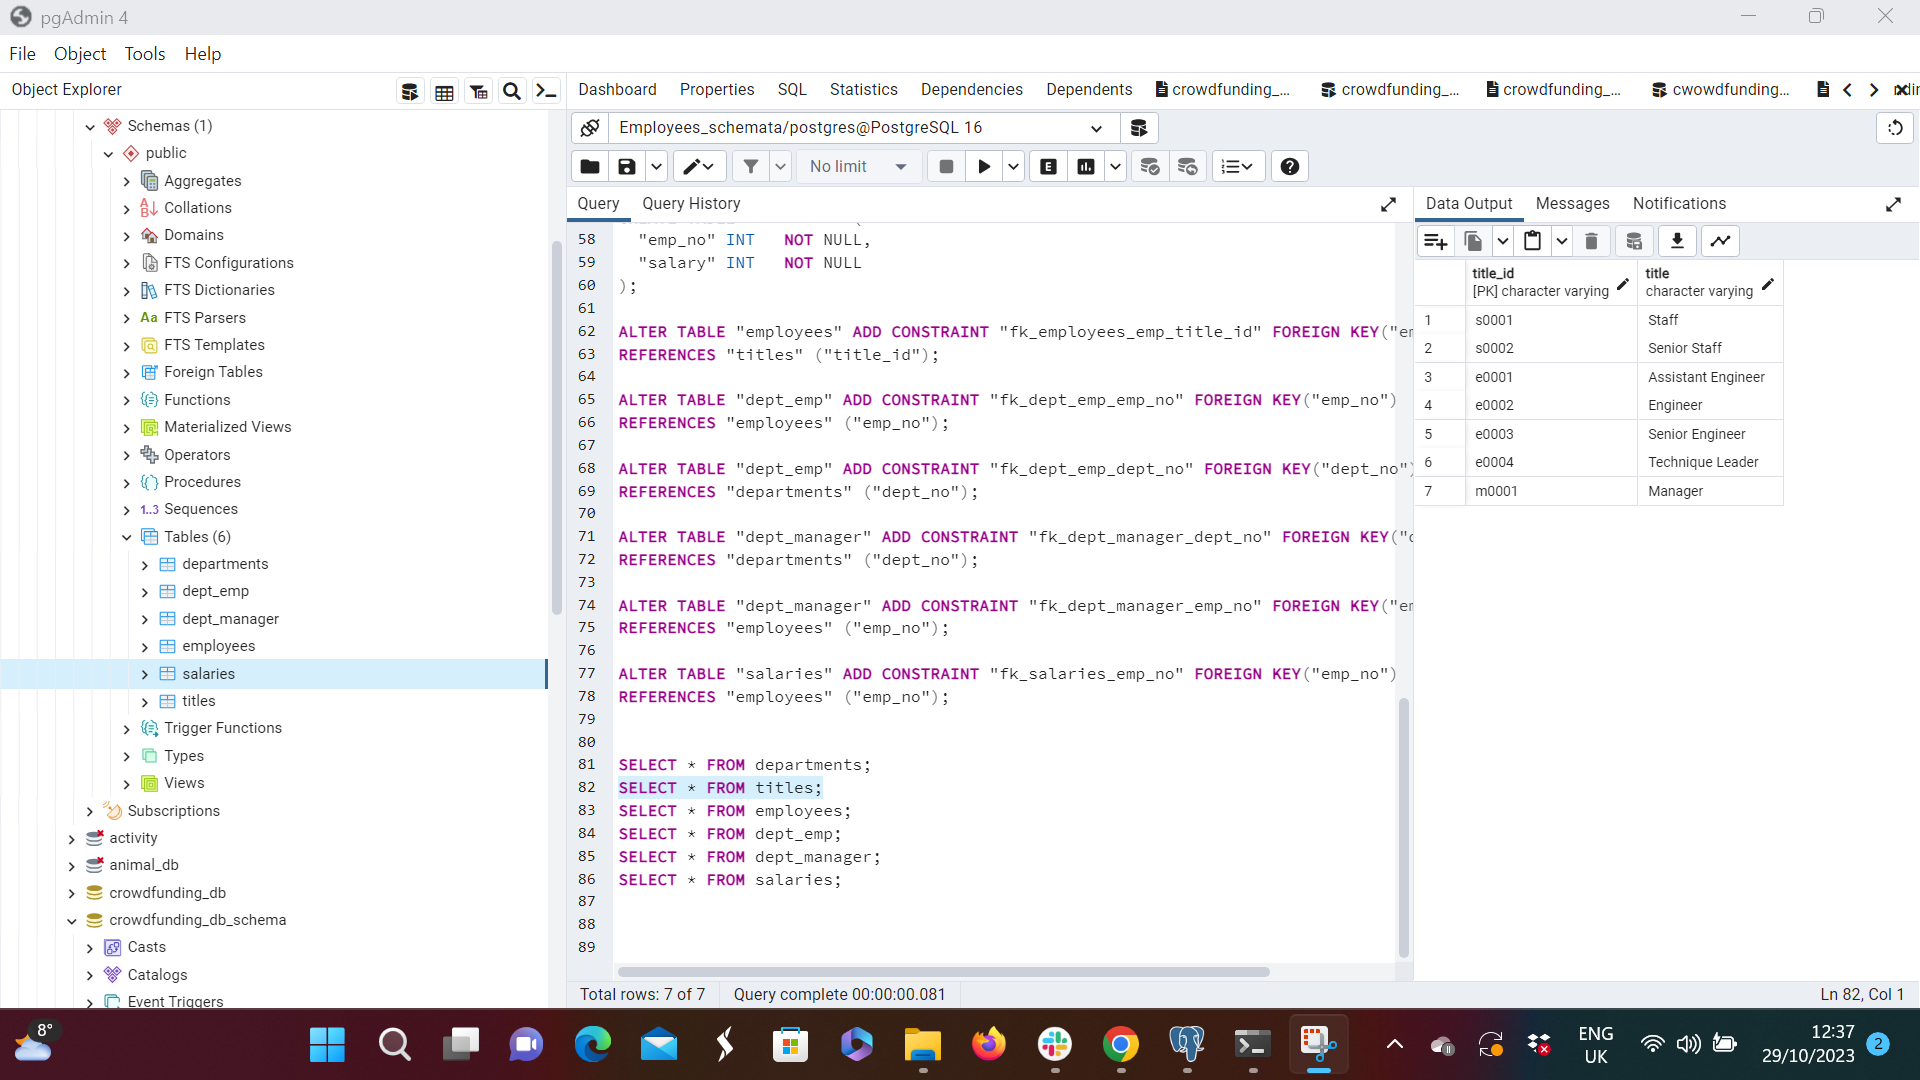 pgAdmin 4
File Object Tools Help
Object Explorer
Dashboard Properties SQL Statistics Dependencies Dependents crowdfunding_... crowdfunding_... crowdfunding_... cwowdfunding...
Schemas (1)
public
Aggregates
Collations
Domains
FTS Configurations
FTS Dictionaries
Aa FTS Parsers
FTS Templates
Foreign Tables
Functions
Materialized Views
Operators
Procedures
1..3 Sequences
Tables (6)
departments
dept_emp
dept_manager
employees
salaries
titles
Trigger Functions
Types
Views
Subscriptions
activity
animal_db
crowdfunding_db
crowdfunding_db_schema
Casts
Catalogs
Event Triggers
Employees_schemata/postgres@PostgreSQL 16
No limit
E
Query Query History
58 "emp_no" INT NOT NULL,
59 "salary" INT NOT NULL
60 );
61
62 ALTER TABLE "employees" ADD CONSTRAINT "fk_employees_emp_title_id" FOREIGN KEY("em
63 REFERENCES "titles" ("title_id");
64
65 ALTER TABLE "dept_emp" ADD CONSTRAINT "fk_dept_emp_emp_no" FOREIGN KEY("emp_no")
66 REFERENCES "employees" ("emp_no");
67
68 ALTER TABLE "dept_emp" ADD CONSTRAINT "fk_dept_emp_dept_no" FOREIGN KEY("dept_no")
69 REFERENCES "departments" ("dept_no");
70
71 ALTER TABLE "dept_manager" ADD CONSTRAINT "fk_dept_manager_dept_no" FOREIGN KEY("d
72 REFERENCES "departments" ("dept_no");
73
74 ALTER TABLE "dept_manager" ADD CONSTRAINT "fk_dept_manager_emp_no" FOREIGN KEY("em
75 REFERENCES "employees" ("emp_no");
76
77 ALTER TABLE "salaries" ADD CONSTRAINT "fk_salaries_emp_no" FOREIGN KEY("emp_no")
78 REFERENCES "employees" ("emp_no");
79
80
81 SELECT * FROM departments;
82 SELECT * FROM titles;
83 SELECT * FROM employees;
84 SELECT * FROM dept_emp;
85 SELECT * FROM dept_manager;
86 SELECT * FROM salaries;
87
88
89
Data Output Messages Notifications
title_id title
[PK] character varying character varying
1 s0001 Staff
2 s0002 Senior Staff
3 e0001 Assistant Engineer
4 e0002 Engineer
5 e0003 Senior Engineer
6 e0004 Technique Leader
7 m0001 Manager
Total rows: 7 of 7 Query complete 00:00:00.081 Ln 82, Col 1
8°
ENG
UK
12:37
29/10/2023
2